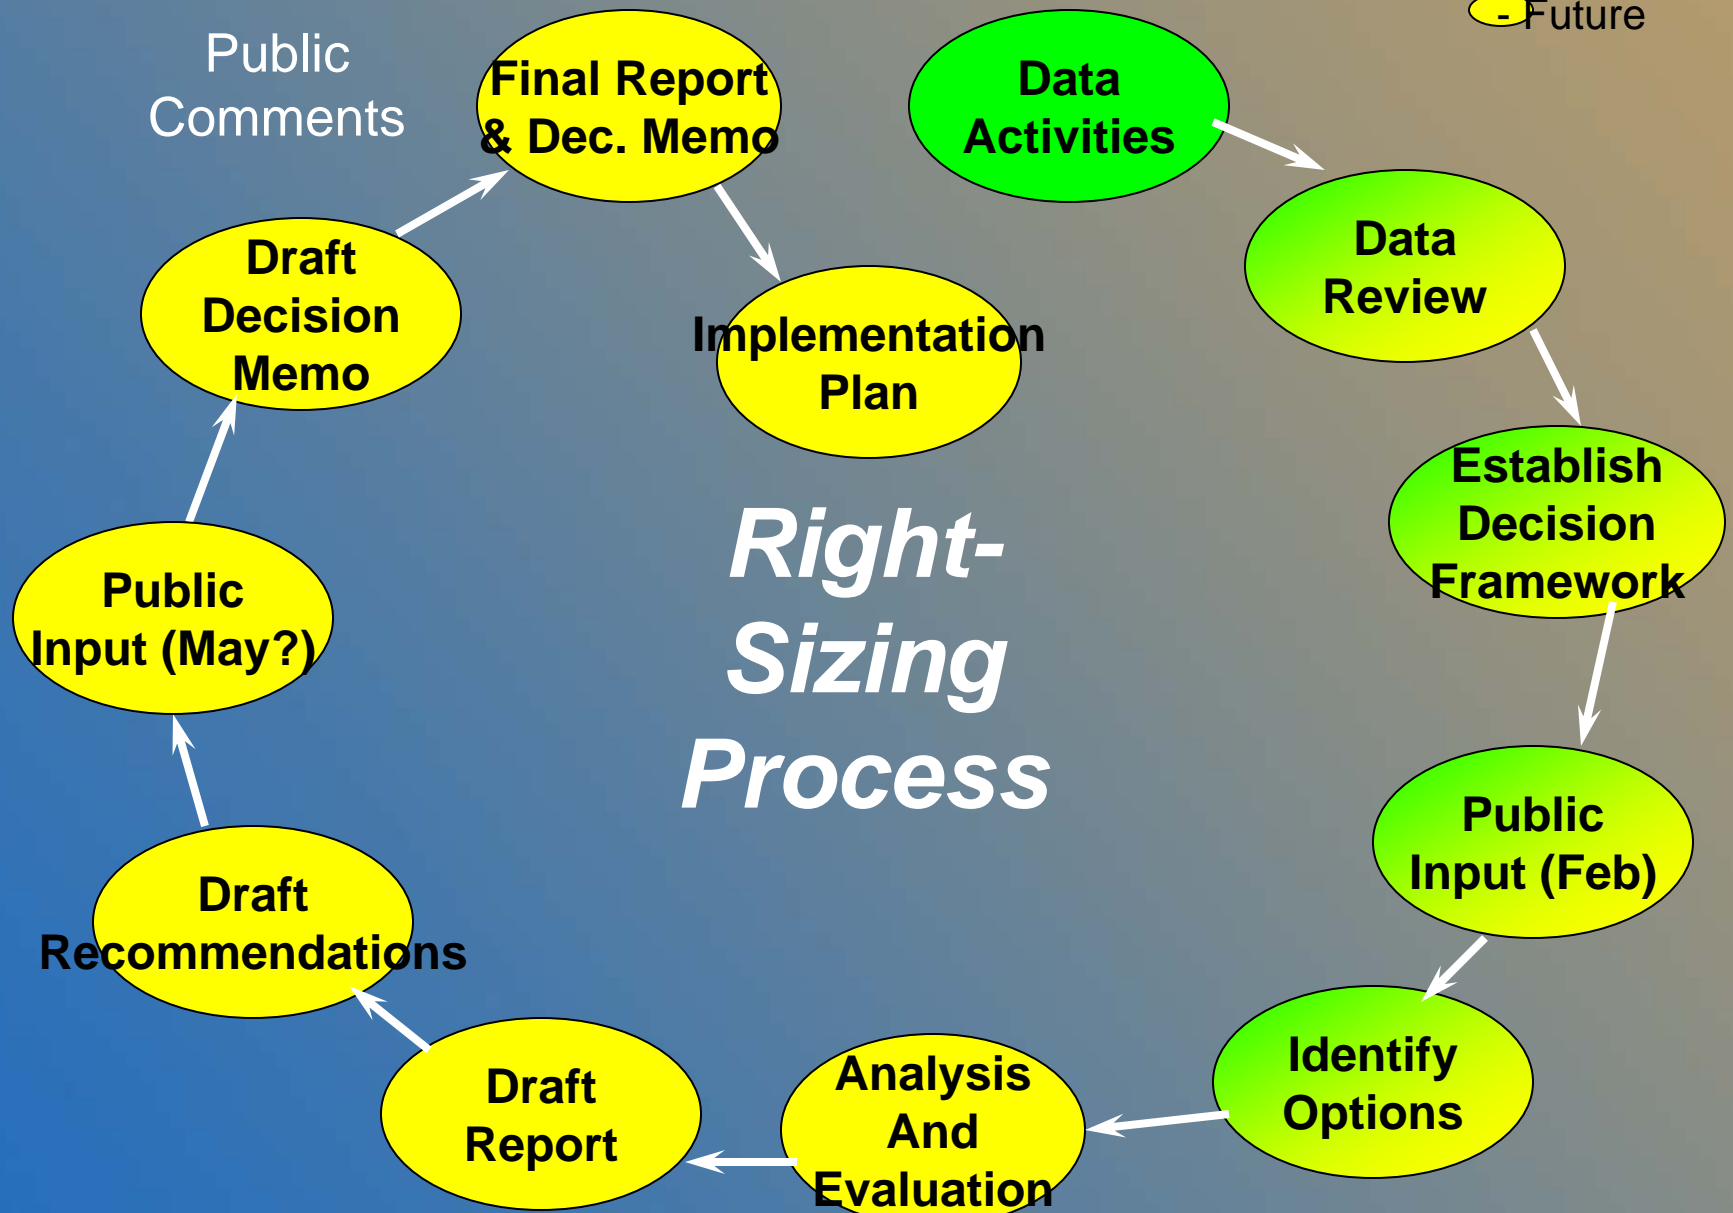 - Future
Public
Comments
Final Report
& Dec. Memo
Data
Activities
Data
Review
Draft
Decision
Memo
Implementation
Plan
Establish
Decision
Framework
Right-
Sizing
Process
Public
Input (May?)
Public
Input (Feb)
Draft
Recommendations
Identify
Options
Analysis
And
Evaluation
Draft
Report